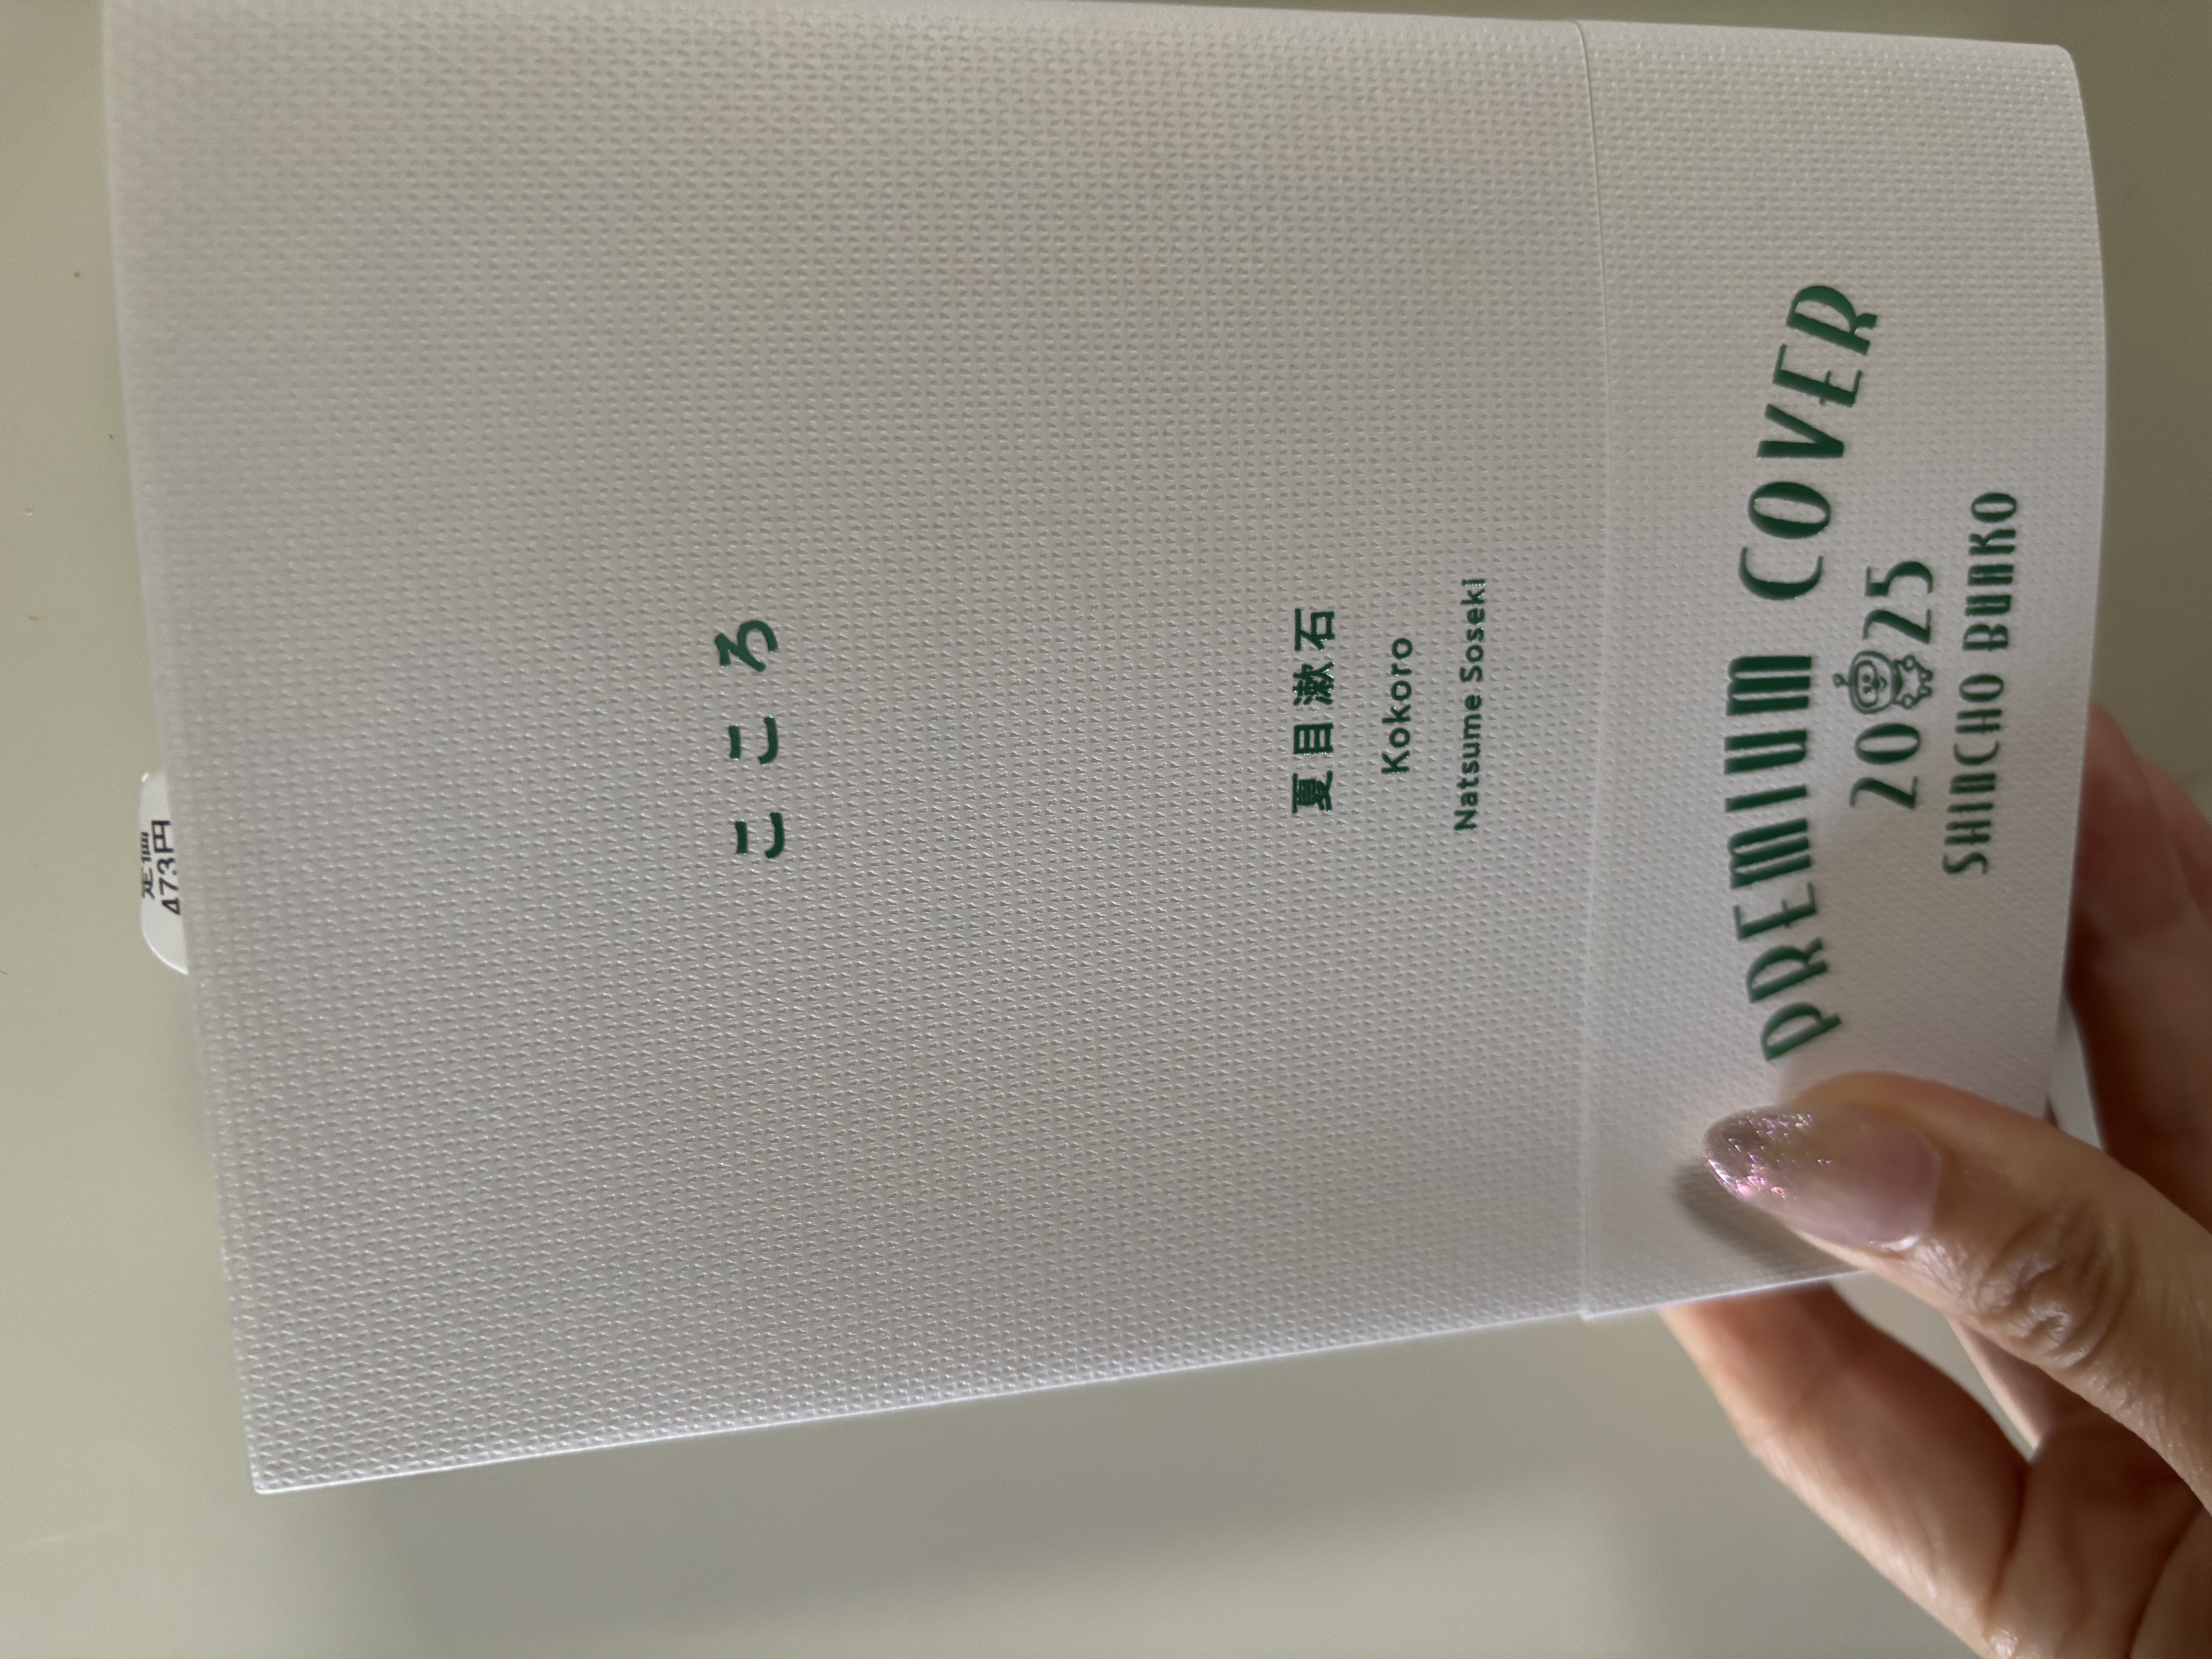 こころ
夏目漱石
Kokoro
Natsume Soseki
PREMIUM COVER
2025
SHINCHO BUNKO
定価
473円